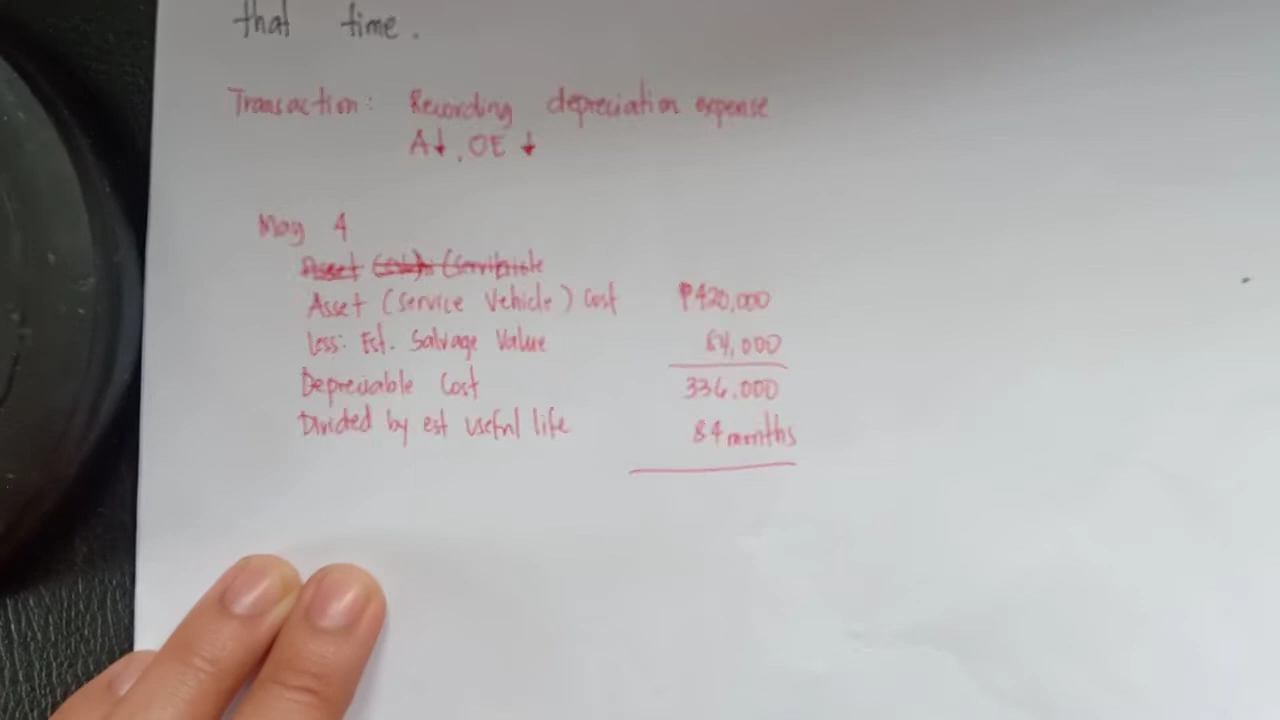 that time.
Transaction: Recording depreciation expense
A↓, OE ↓
May 4
Asset (Service Vehicle) Cost ₱420,000
Less: Est. Salvage Value 84,000
Depreciable Cost 336,000
Divided by est useful life 84 months